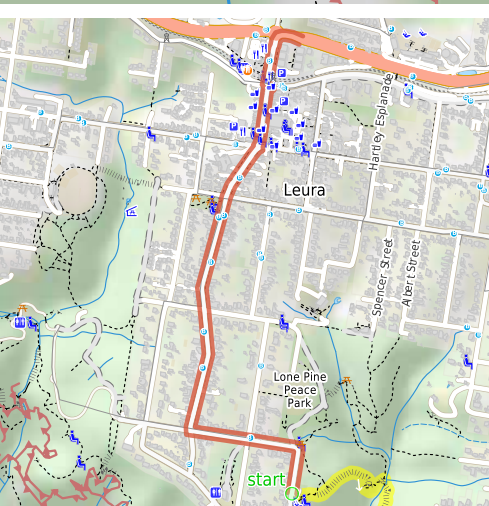 Hartley Esplanade
Leura
Spencer Street
Albert Street
Lone Pine
Peace
Park
start